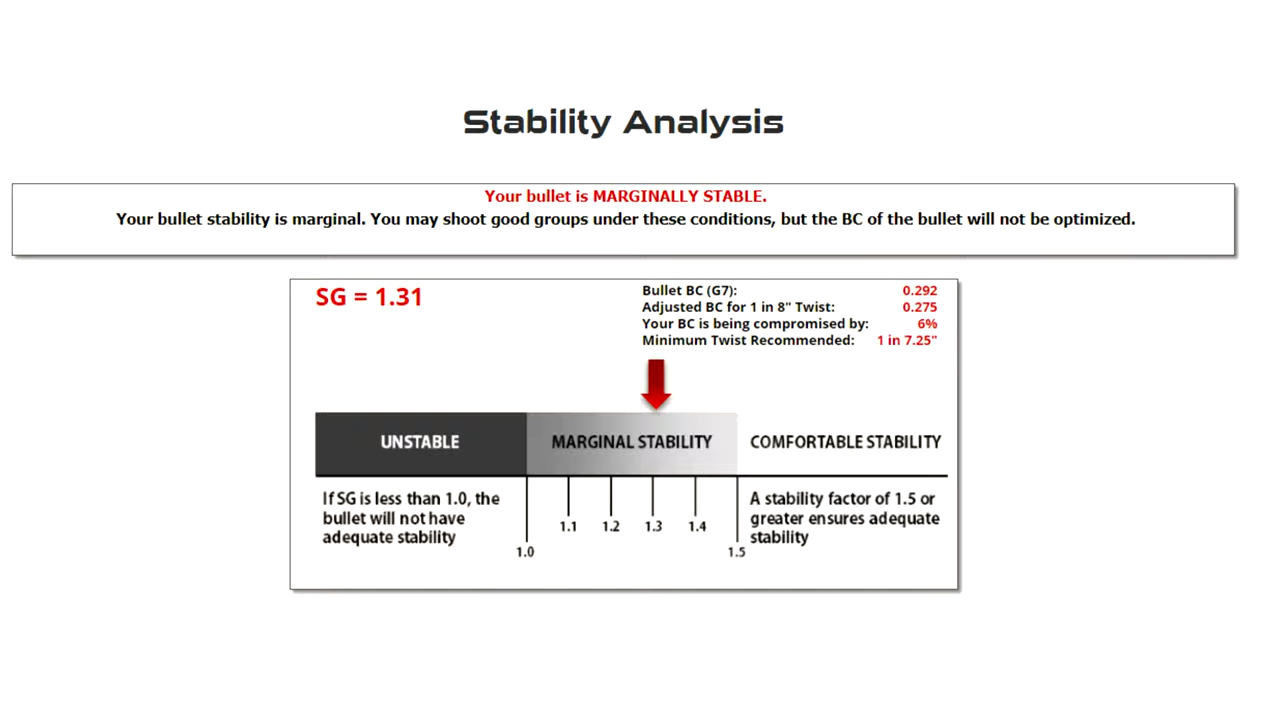 Stability Analysis
Your bullet is MARGINALLY STABLE.
Your bullet stability is marginal. You may shoot good groups under these conditions, but the BC of the bullet will not be optimized.
SG = 1.31
Bullet BC (G7): 0.292
Adjusted BC for 1 in 8" Twist: 0.275
Your BC is being compromised by: 6%
Minimum Twist Recommended: 1 in 7.25"
UNSTABLE
MARGINAL STABILITY
COMFORTABLE STABILITY
If SG is less than 1.0, the
bullet will not have
adequate stability
1.0
1.1
1.2
1.3
1.4
1.5
A stability factor of 1.5 or
greater ensures adequate
stability